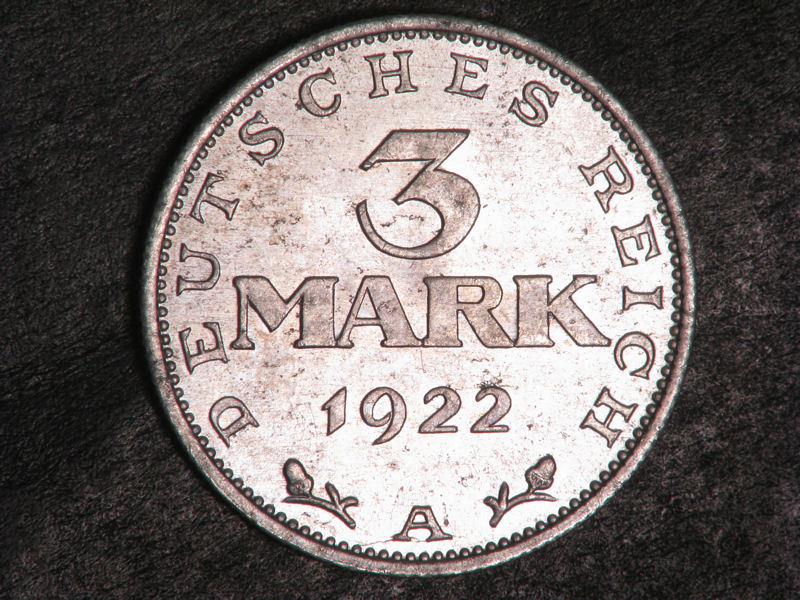 DEUTSCHES REICH
3
MARK
1922
A